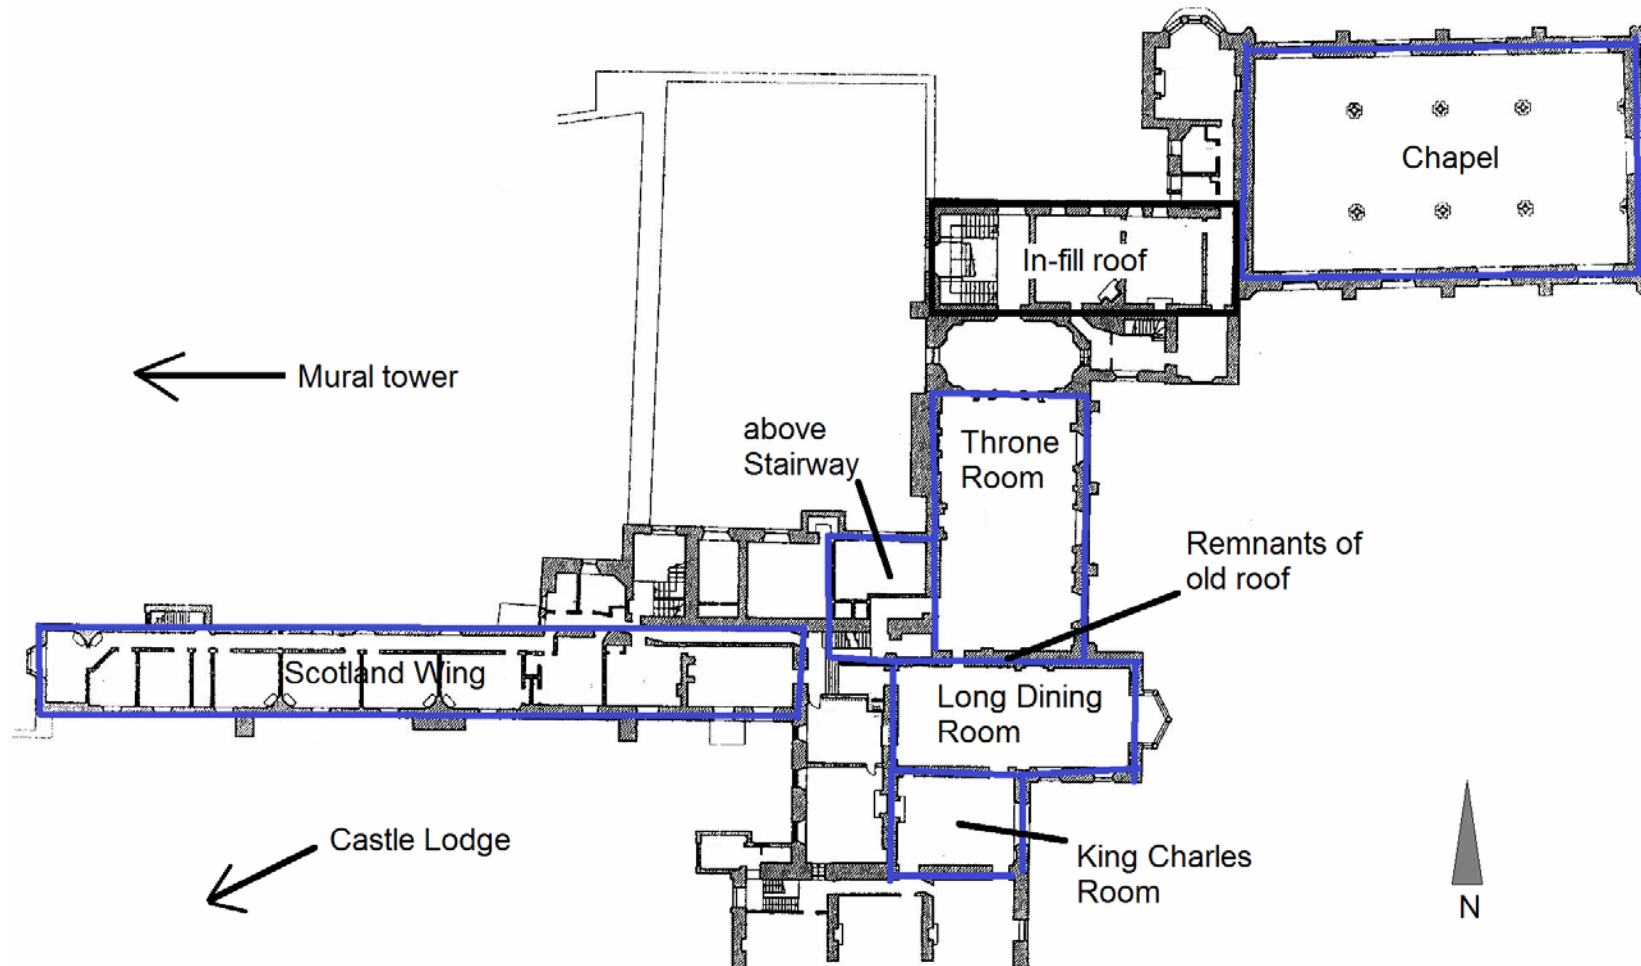 Chapel
In-fill roof
Mural tower
above
Stairway
Throne
Room
Remnants of
old roof
Scotland Wing
Long Dining
Room
Castle Lodge
King Charles
Room
N